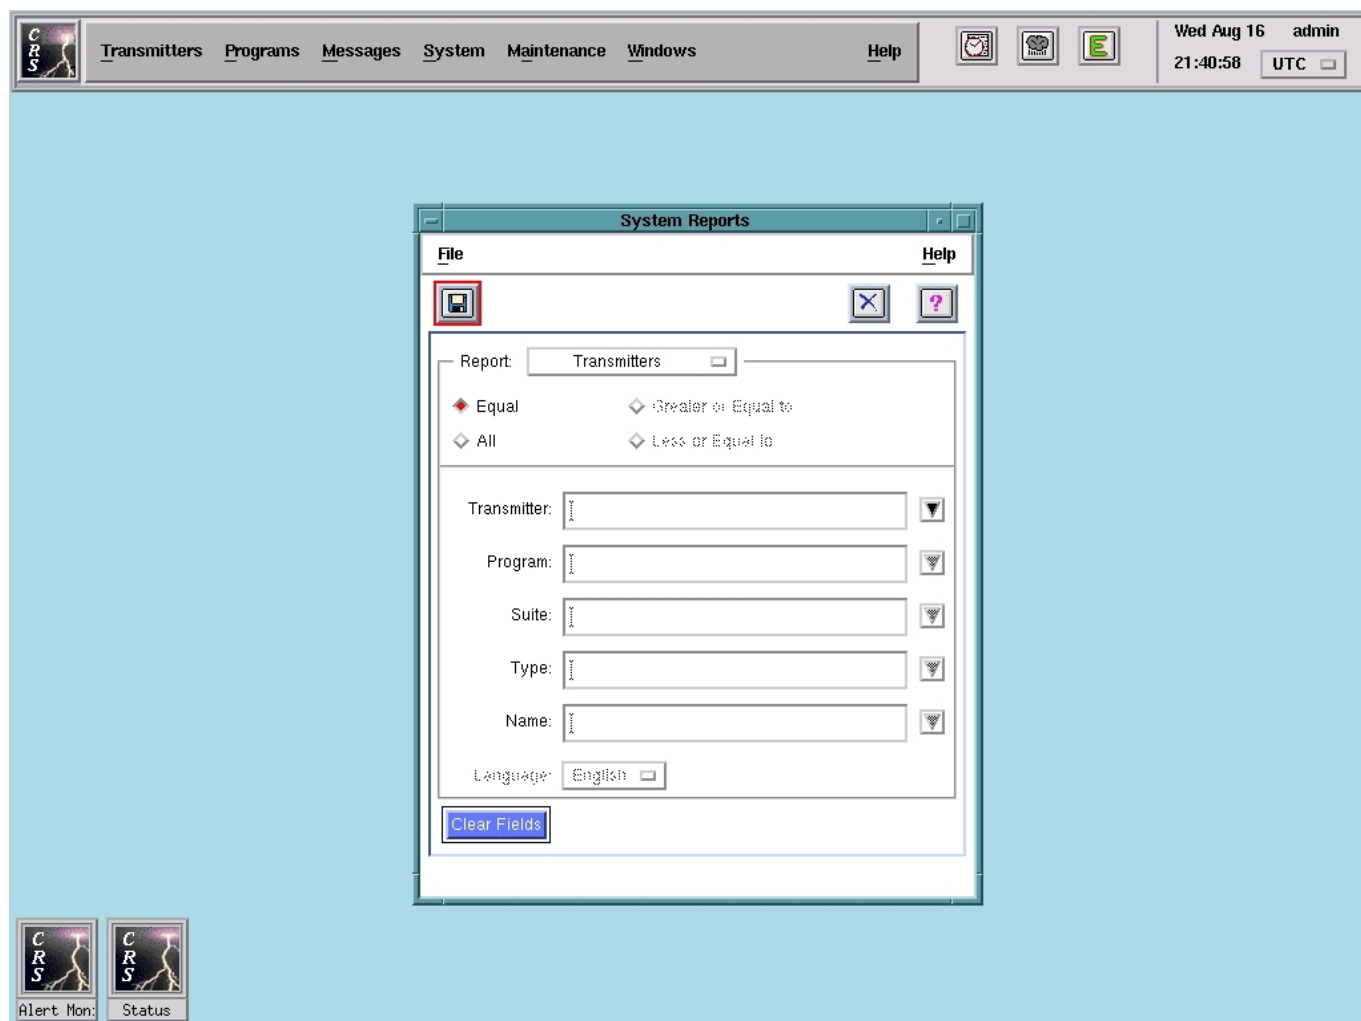 CRS Transmitters Programs Messages System Maintenance Windows Help E Wed Aug 16 admin
21:40:58 UTC
System Reports
File Help
?
Report: Transmitters
Equal Greater or Equal to
All Less or Equal to
Transmitter:
Program:
Suite:
Type:
Name:
Language: English
Clear Fields
CRS CRS
Alert Mon: Status